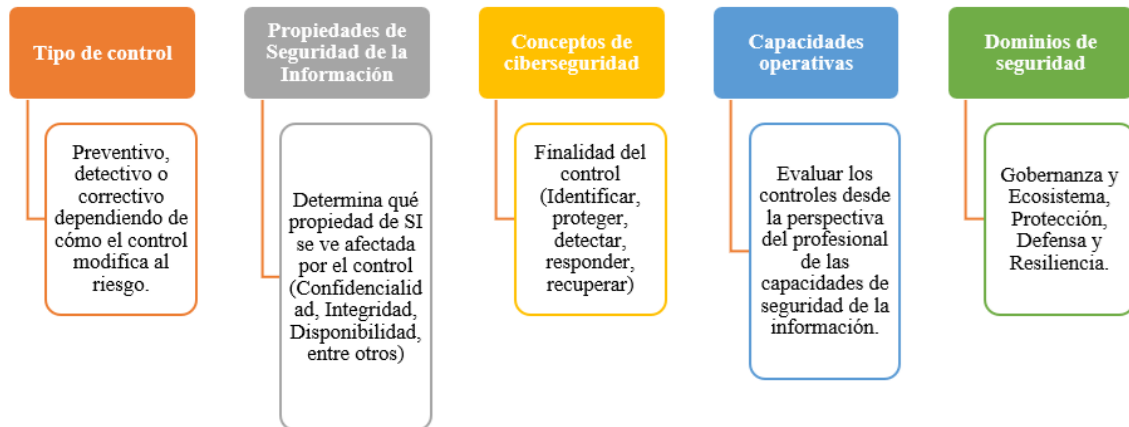 Tipo de control
Preventivo,
detectivo o
correctivo
dependiendo de
cómo el control
modifica al
riesgo.
Propiedades de
Seguridad de la
Información
Determina qué
propiedad de SI
se ve afectada
por el control
(Confidencialid
ad, Integridad,
Disponibilidad,
entre otros)
Conceptos de
ciberseguridad
Finalidad del
control
(Identificar,
proteger,
detectar,
responder,
recuperar)
Capacidades
operativas
Evaluar los
controles desde
la perspectiva
del profesional
de las
capacidades de
seguridad de la
información.
Dominios de
seguridad
Gobernanza y
Ecosistema,
Protección,
Defensa y
Resiliencia.